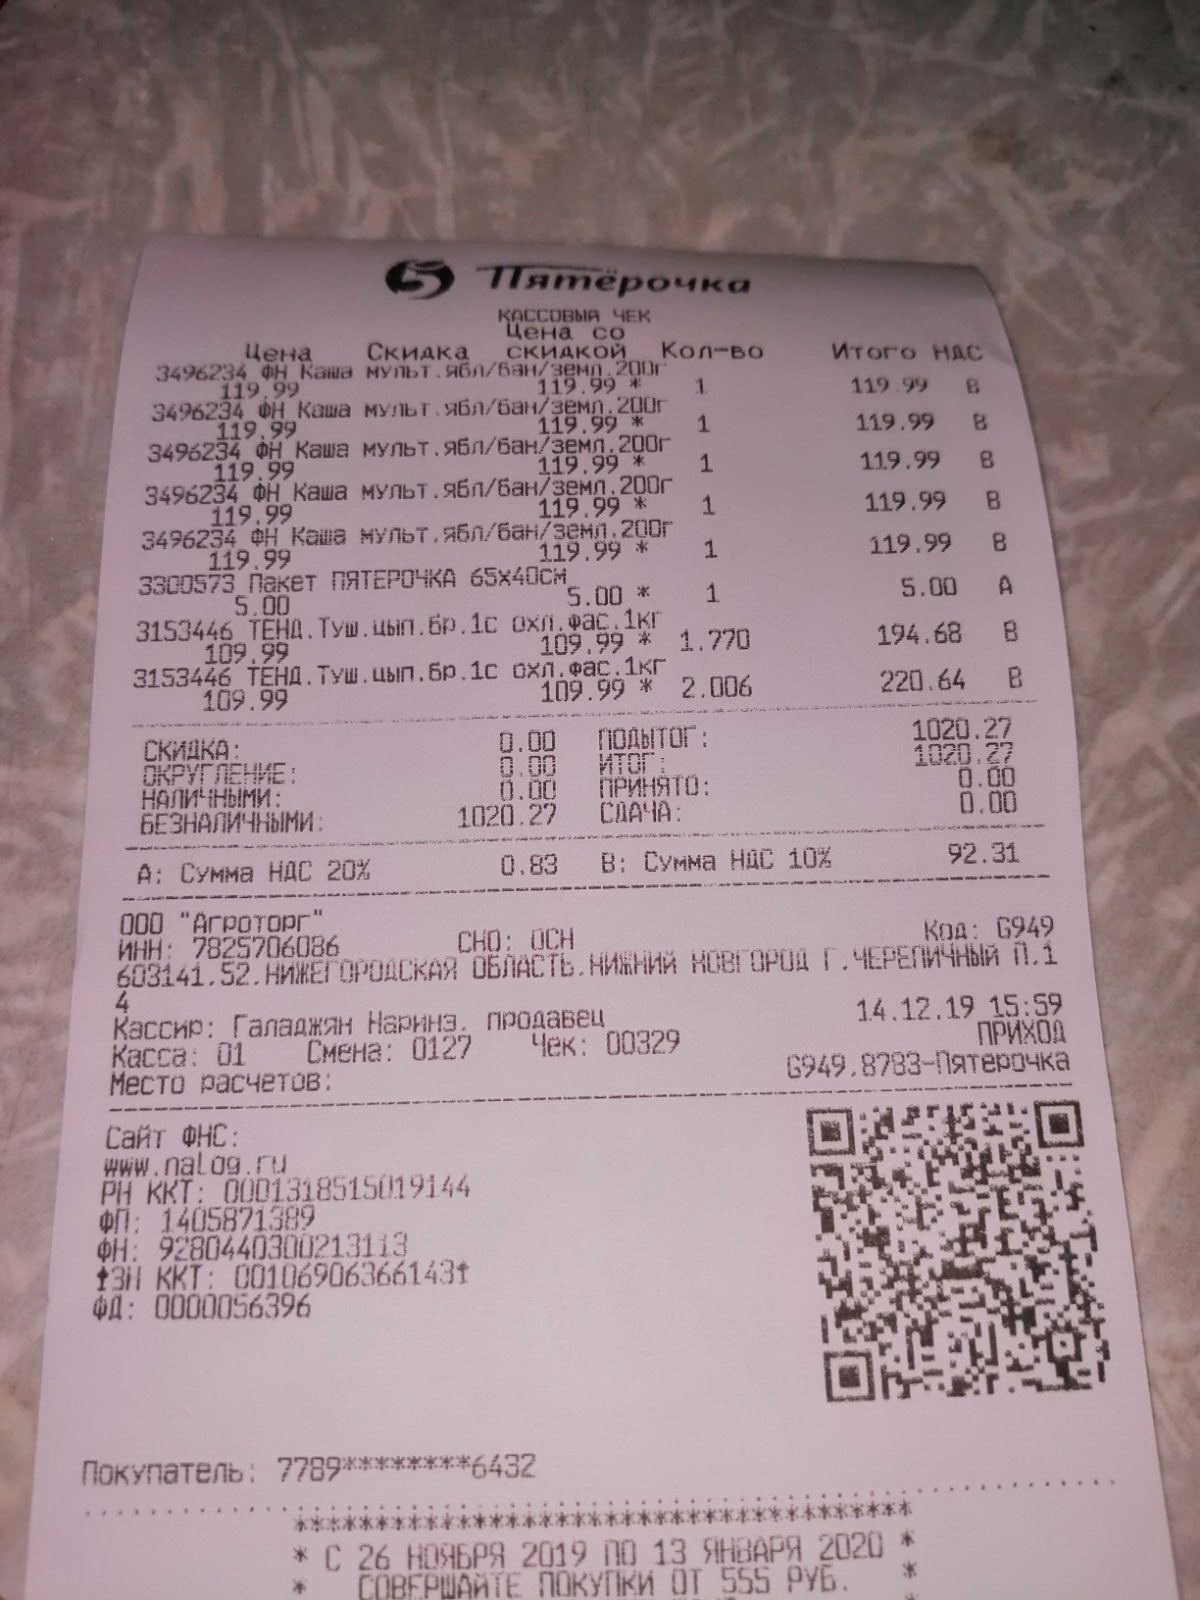 5 Пятёрочка
КАССОВЫЙ ЧЕК
Цена со
Цена Скидка скидкой Кол-во Итого НДС
3496234 ФН Каша мульт.ябл/бан/земл.200г
119.99 119.99 * 1 119.99 В
3496234 ФН Каша мульт.ябл/бан/земл.200г
119.99 119.99 * 1 119.99 В
3496234 ФН Каша мульт.ябл/бан/земл.200г
119.99 119.99 * 1 119.99 В
3496234 ФН Каша мульт.ябл/бан/земл.200г
119.99 119.99 * 1 119.99 В
3496234 ФН Каша мульт.ябл/бан/земл.200г
119.99 119.99 * 1 119.99 В
3300573 Пакет ПЯТЕРОЧКА 65х40см
5.00 5.00 * 1 5.00 А
3153446 ТЕНД.Туш.цып.бр.1с охл.фас.1кг
109.99 109.99 * 1.770 194.68 В
3153446 ТЕНД.Туш.цып.бр.1с охл.фас.1кг
109.99 109.99 * 2.006 220.64 В
СКИДКА: 0.00 ПОДЫТОГ: 1020.27
ОКРУГЛЕНИЕ: 0.00 ИТОГ: 1020.27
НАЛИЧНЫМИ: 0.00 ПРИНЯТО: 0.00
БЕЗНАЛИЧНЫМИ: 1020.27 СДАЧА: 0.00
А: Сумма НДС 20% 0.83 В: Сумма НДС 10% 92.31
ООО "Агроторг"
ИНН: 7825706086 СНО: ОСН Код: G949
603141.52.НИЖЕГОРОДСКАЯ ОБЛАСТЬ.НИЖНИЙ НОВГОРОД Г.ЧЕРЕПИЧНЫЙ П.1
4
Кассир: Галаджян Наринэ, продавец 14.12.19 15:59
Касса: 01 Смена: 0127 Чек: 00329 ПРИХОД
Место расчетов: G949.8783-Пятерочка
Сайт ФНС:
www.nalog.ru
РН ККТ: 0001318515019144
ФП: 1405871389
ФН: 9280440300213113
↑ЗН ККТ: 00106906366143↑
ФД: 0000056396
Покупатель: 7789********6432
**************************************
* С 26 НОЯБРЯ 2019 ПО 13 ЯНВАРЯ 2020 *
* СОВЕРШАЙТЕ ПОКУПКИ ОТ 555 РУБ. *